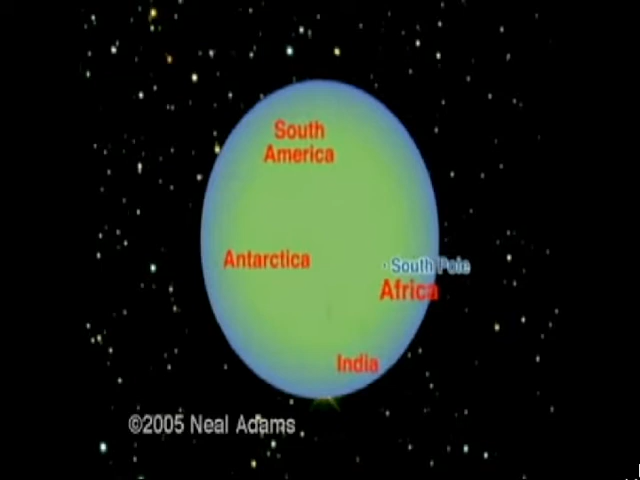 South
America
Antarctica
South Pole
Africa
India
©2005 Neal Adams